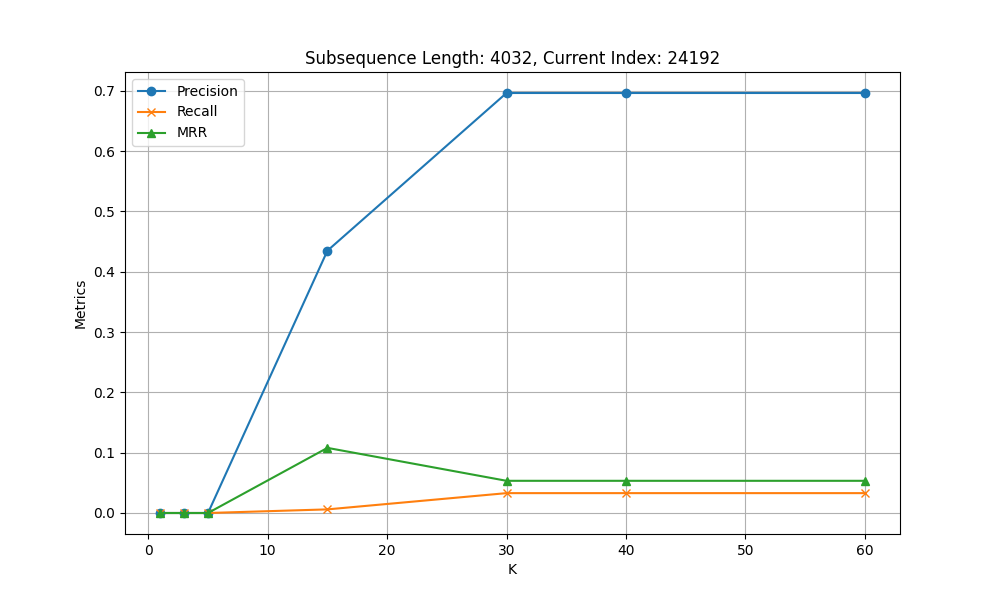 Subsequence Length: 4032, Current Index: 24192
Precision
Recall
MRR
0.7
0.6
0.5
0.4
0.3
0.2
0.1
0.0
Metrics
0 10 20 30 40 50 60
K